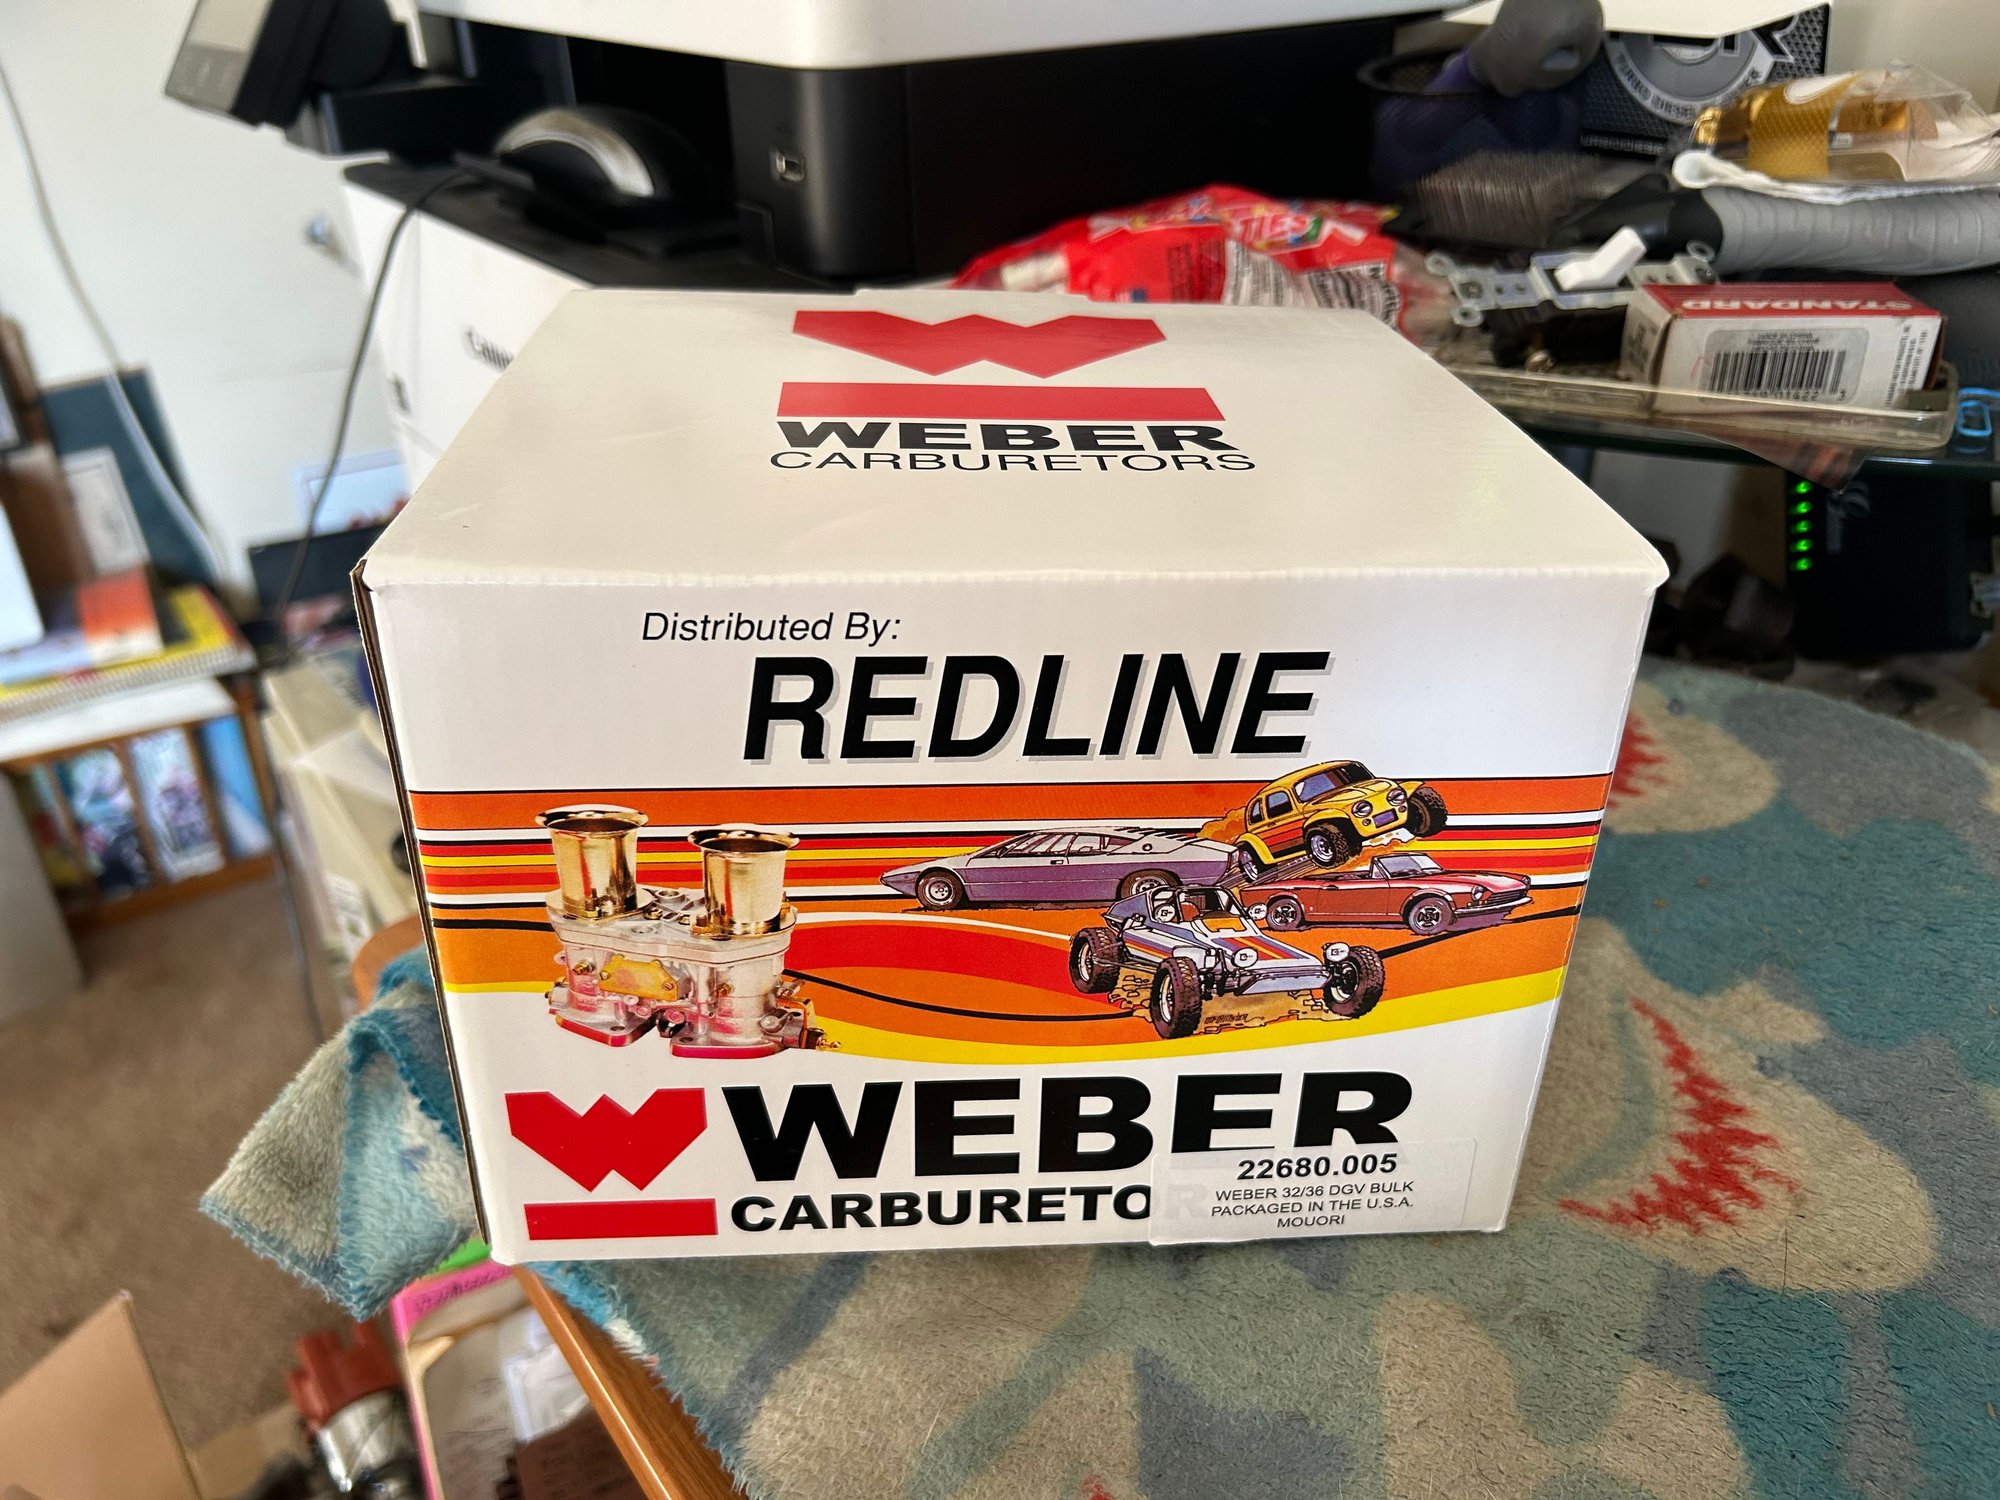 WEBER
CARBURETORS
STANDARD
Distributed By:
REDLINE
WEBER
CARBURETO
22680.005
WEBER 32/36 DGV BULK
PACKAGED IN THE U.S.A.
MOUORI